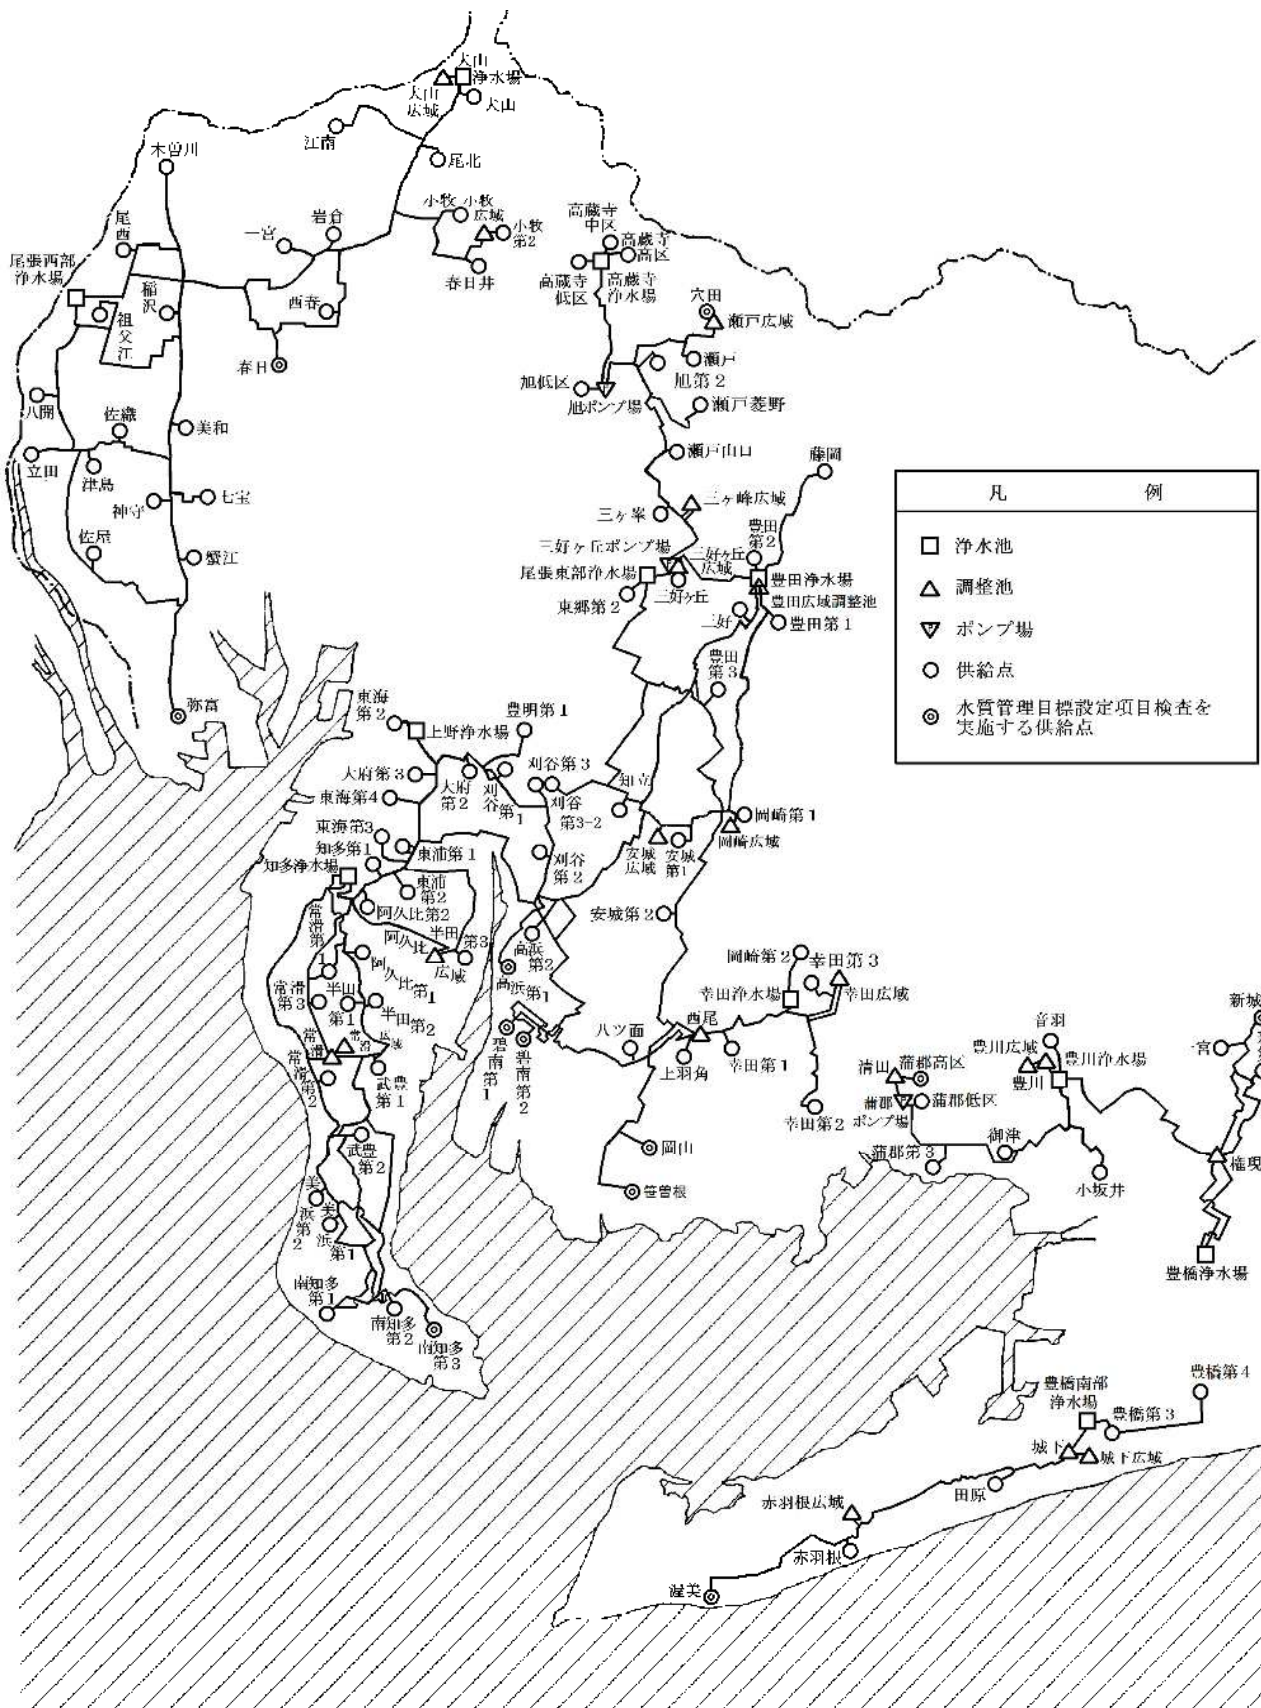 犬山
浄水場
犬山
広域
犬山
江南
尾北
木曽川
尾
西
一宮
岩倉
小牧
小牧
広域
小牧
第2
春日井
尾張西部
浄水場
稲
沢
祖
父
江
西春
春日
高蔵寺
中区
高蔵寺
高区
高蔵寺
低区
高蔵寺
浄水場
穴田
瀬戸広域
瀬戸
旭第2
旭低区
旭ポンプ場
瀬戸菱野
瀬戸山口
藤岡
八開
佐織
美和
立田
津島
神守
七宝
佐屋
蟹江
弥富
三ヶ峰広域
三ヶ峯
豊田
第2
三好ヶ丘ポンプ場
三好ヶ丘
広域
尾張東部浄水場
三好ヶ丘
東郷第2
豊田浄水場
豊田広域調整池
三好
豊田第1
豊田
第3
凡例
浄水池
調整池
ポンプ場
供給点
水質管理目標設定項目検査を
実施する供給点
東海
第2
上野浄水場
豊明第1
大府第3
大府
第2
刈谷
第1
刈谷第3
刈谷
第3-2
知立
東海第4
東海第3
知多第1
東浦第1
知多浄水場
東浦
第2
阿久比第2
刈谷
第2
安城
広域
安城
第1
岡崎第1
岡崎広域
安城第2
常滑
第1
阿久比
半田
第3
広域
阿久比
第1
高浜
第2
高浜
第1
常滑
第3
半田
第1
半田
第2
常滑
広域
常滑
常滑
第2
武豊
第1
碧南
第1
碧南
第2
八ツ面
西尾
上羽角
幸田第1
岡崎第2
幸田第3
幸田浄水場
幸田広域
幸田第2
清田
蒲郡高区
蒲郡
ポンプ場
蒲郡低区
蒲郡第3
御津
音羽
豊川広域
豊川浄水場
豊川
小坂井
新城
一宮
権現
豊橋浄水場
武豊
第2
岡山
笹曽根
美
浜
第2
美
浜
第1
南知多
第1
南知多
第2
南知多
第3
豊橋南部
浄水場
豊橋第4
豊橋第3
城下
城下広域
田原
赤羽根広域
赤羽根
渥美